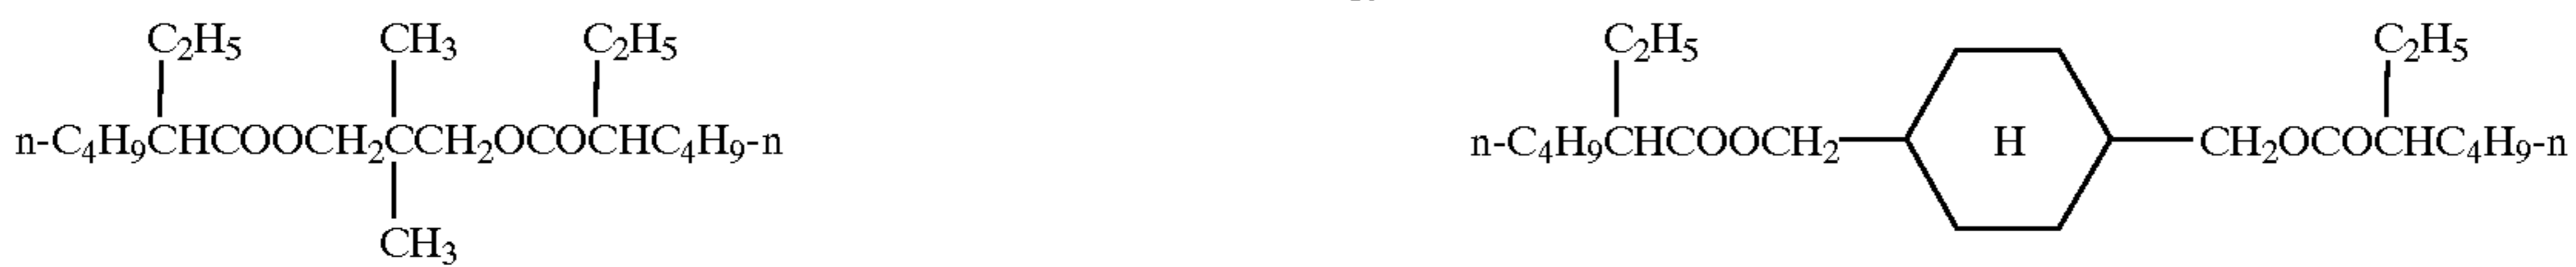 C₂H₅ CH₃ C₂H₅ C₂H₅ C₂H₅
n-C₄H₉CHCOOCH₂CCH₂OCOCHC₄H₉-n n-C₄H₉CHCOOCH₂ H CH₂OCOCHC₄H₉-n
CH₃